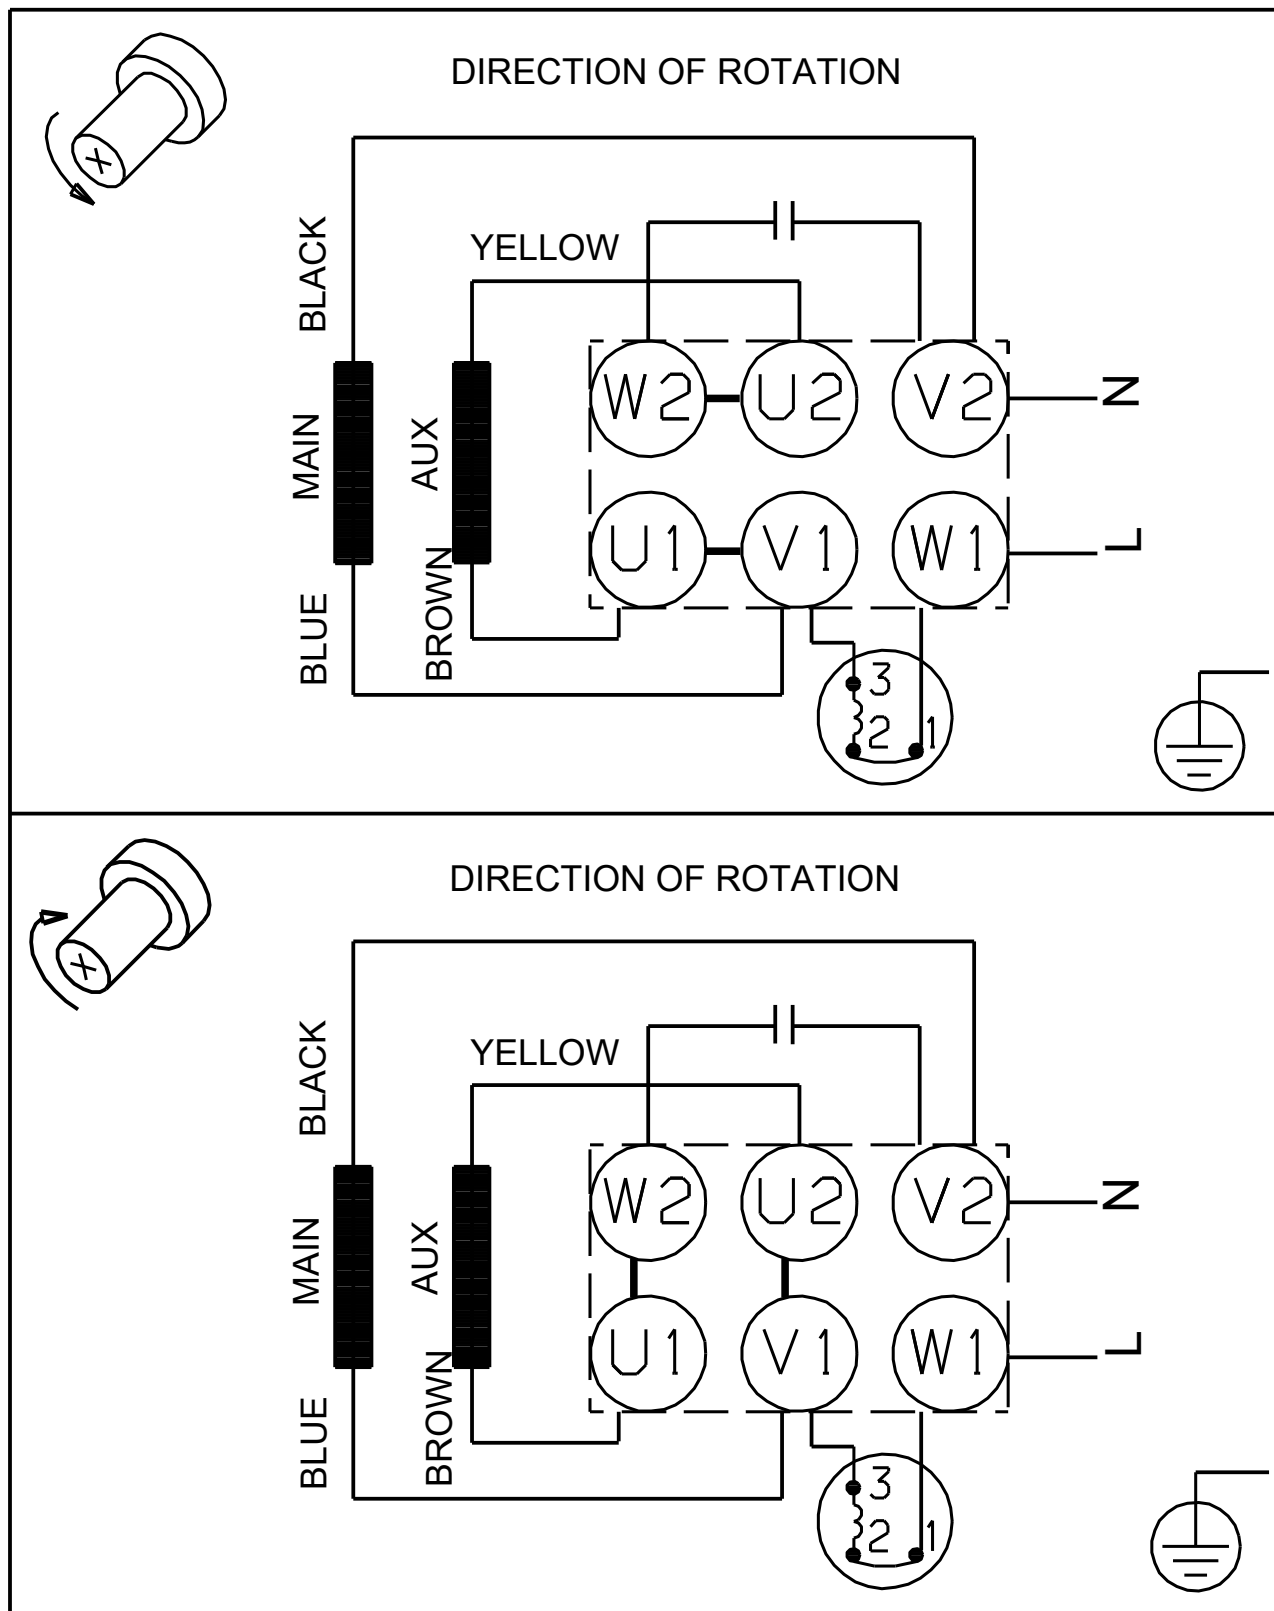 DIRECTION OF ROTATION
BLACK
YELLOW
W2 U2 V2 N
MAIN
AUX
U1 V1 W1 L
BLUE
BROWN
3
2 1
DIRECTION OF ROTATION
BLACK
YELLOW
W2 U2 V2 N
MAIN
AUX
U1 V1 W1 L
BLUE
BROWN
3
2 1